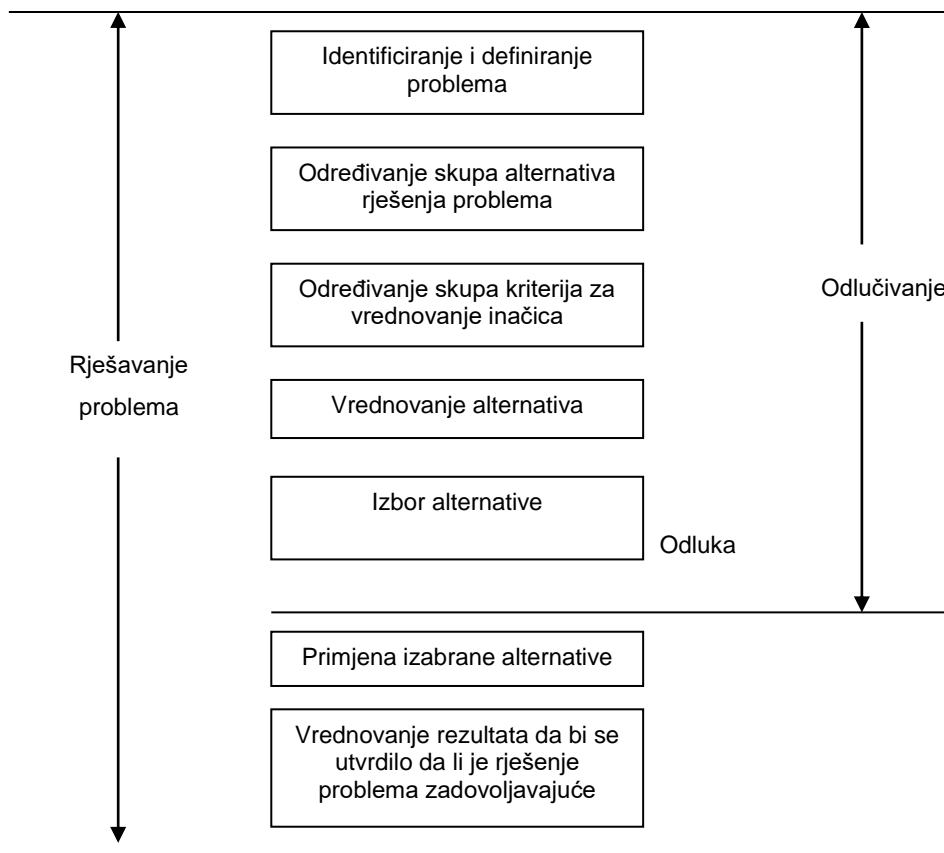 Identificiranje i definiranje
problema
Određivanje skupa alternativa
rješenja problema
Određivanje skupa kriterija za
vrednovanje inačica
Odlučivanje
Rješavanje
problema
Vrednovanje alternativa
Izbor alternative
Odluka
Primjena izabrane alternative
Vrednovanje rezultata da bi se
utvrdilo da li je rješenje
problema zadovoljavajuće